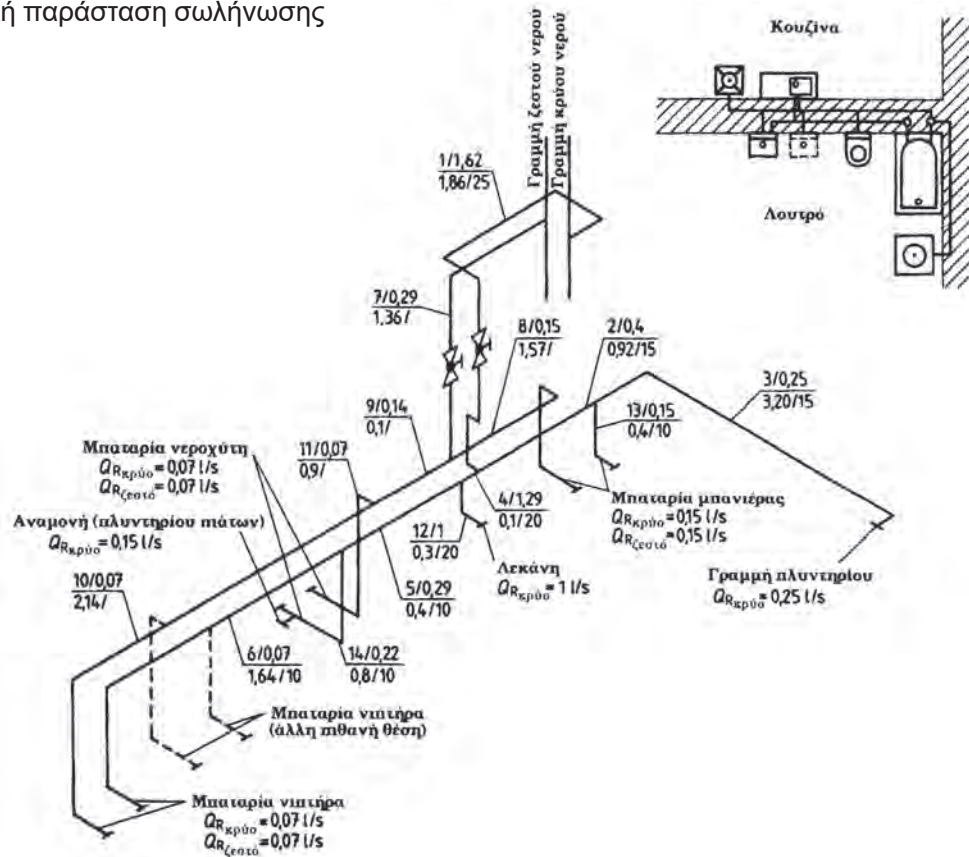 ή παράσταση σωλήνωσης
Κουζίνα
Λουτρό
Γραμμή ζεστού νερού
Γραμμή κρύου νερού
1/1,62
1,86/25
7/0,29
1,36/
8/0,15
1,57/
2/0,4
0,92/15
3/0,25
3,20/15
9/0,14
0,1/
13/0,15
0,4/10
Μπαταρία νεροχύτη
QRκρύο = 0,07 l/s
QRζεστό = 0,07 l/s
11/0,07
0,9/
Αναμονή (πλυντηρίου πιάτων)
QRκρύο = 0,15 l/s
4/1,29
0,1/20
Μπαταρία μπανιέρας
QRκρύο = 0,15 l/s
QRζεστό = 0,15 l/s
12/1
0,3/20
Λεκάνη
QRκρύο = 1 l/s
Γραμμή πλυντηρίου
QRκρύο = 0,25 l/s
10/0,07
2,14/
5/0,29
0,4/10
6/0,07
1,64/10
14/0,22
0,8/10
Μπαταρία νιπτήρα
(άλλη πιθανή θέση)
Μπαταρία νιπτήρα
QRκρύο = 0,07 l/s
QRζεστό = 0,07 l/s